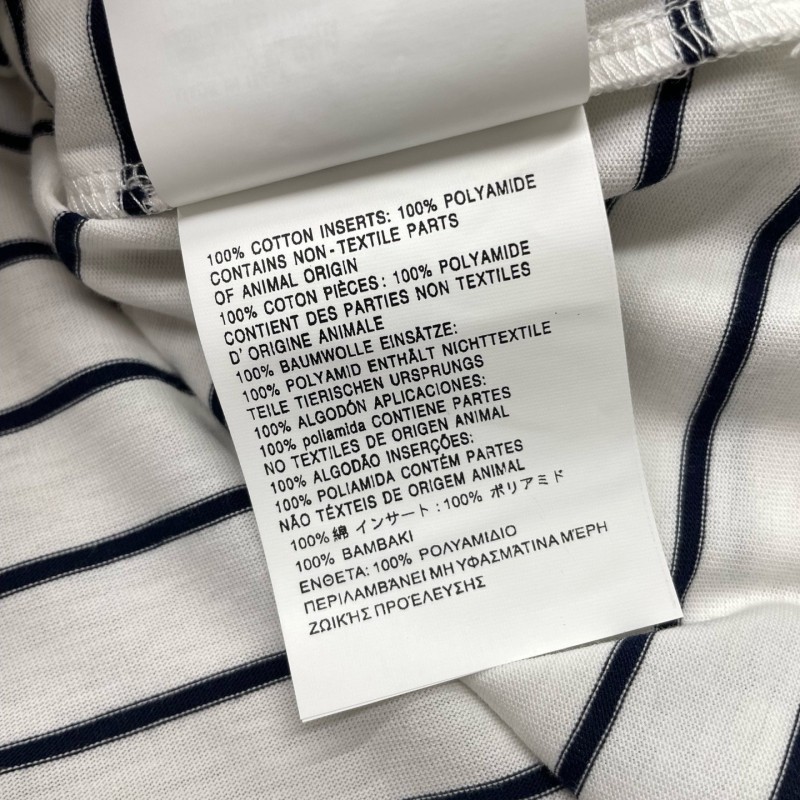 100% COTTON INSERTS: 100% POLYAMIDE
CONTAINS NON-TEXTILE PARTS
OF ANIMAL ORIGIN
100% COTON PIÈCES: 100% POLYAMIDE
CONTIENT DES PARTIES NON TEXTILES
D' ORIGINE ANIMALE
100% BAUMWOLLE EINSÄTZE:
100% POLYAMID ENTHÄLT NICHTTEXTILE
TEILE TIERISCHEN URSPRUNGS
100% ALGODÓN APLICACIONES:
100% poliamida CONTIENE PARTES
NO TEXTILES DE ORIGEN ANIMAL
100% ALGODÃO INSERÇÕES:
100% POLIAMIDA CONTÉM PARTES
NÃO TÉXTEIS DE ORIGEM ANIMAL
100% 綿 インサート : 100% ポリアミド
100% ΒΑΜΒΑΚΙ
ΕΝΘΕΤΑ: 100% ΡΟΛΥΑΜΙΔΙΟ
ΠΕΡΙΛΑΜΒΆΝΕΙ ΜΗ ΥΦΑΣΜΆΤΙΝΑ ΜΈΡΗ
ΖΩΙΚΉΣ ΠΡΟΈΛΕΥΣΗΣ